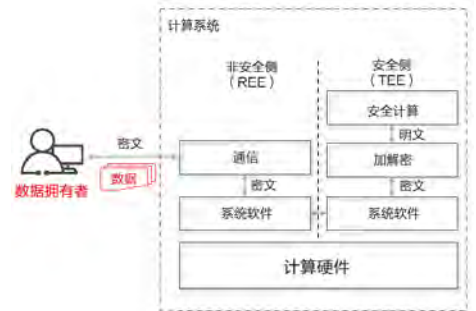 计算系统
非安全侧
（REE）
安全侧
（TEE）
安全计算
明文
密文
通信
加解密
数据
数据拥有者
密文
密文
系统软件
系统软件
计算硬件